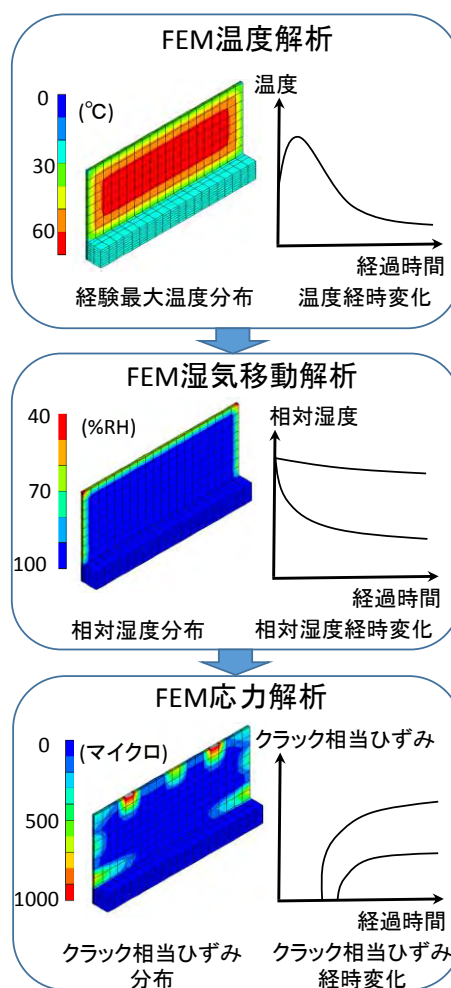 FEM温度解析
0
(℃)
30
60
温度
経過時間
経験最大温度分布
温度経時変化
FEM湿気移動解析
40
(%RH)
70
100
相対湿度
経過時間
相対湿度分布
相対湿度経時変化
FEM応力解析
0
(マイクロ)
500
1000
クラック相当ひずみ
経過時間
クラック相当ひずみ
分布
クラック相当ひずみ
経時変化